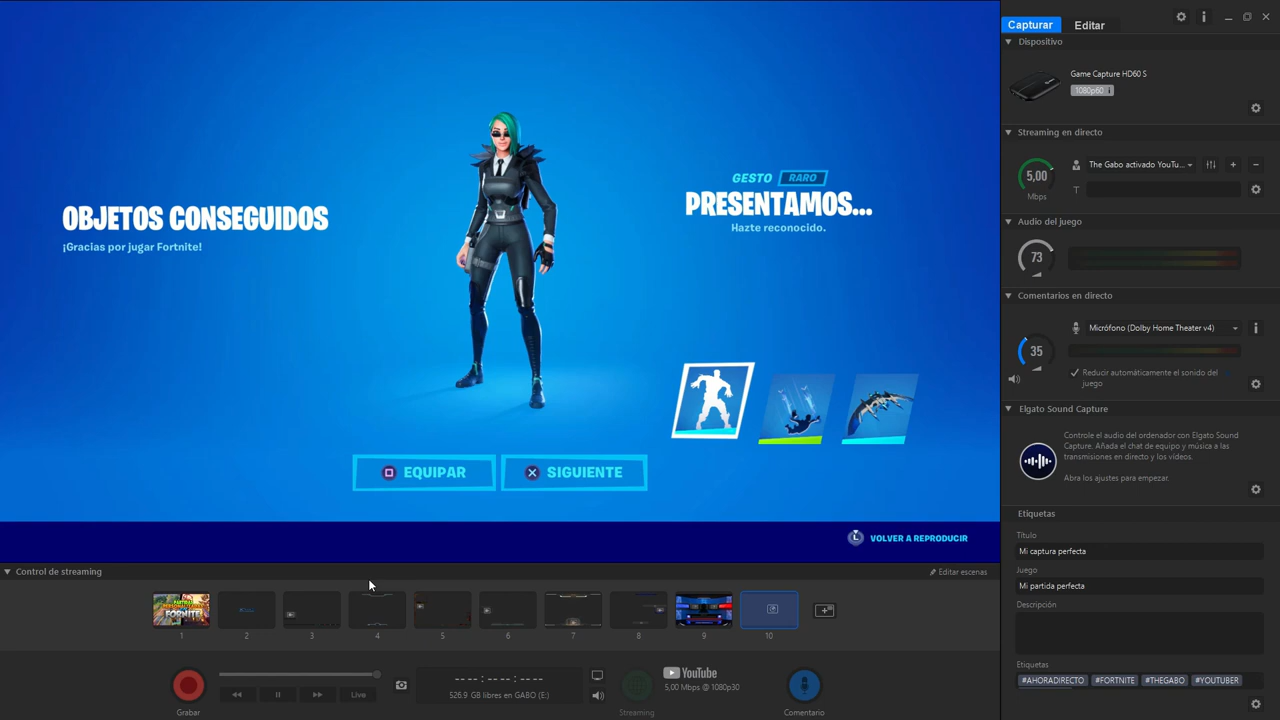 OBJETOS CONSEGUIDOS
¡Gracias por jugar Fortnite!
GESTO RARO
PRESENTAMOS...
Hazte reconocido.
EQUIPAR
SIGUIENTE
L VOLVER A REPRODUCIR
Control de streaming
Editar escenas
1 2 3 4 5 6 7 8 9 10
Grabar
Live
526.9 GB libres en GABO (E:)
Streaming
YouTube
5,00 Mbps @ 1080p30
Comentario
Capturar Editar
Dispositivo
Game Capture HD60 S
1080p60 i
Streaming en directo
5,00
Mbps
The Gabo activado YouTu...
T
Audio del juego
73
Comentarios en directo
35
Micrófono (Dolby Home Theater v4)
Reducir automáticamente el sonido del
juego
Elgato Sound Capture
Controle el audio del ordenador con Elgato Sound
Capture. Añada el chat de equipo y música a las
transmisiones en directo y los vídeos.
Abra los ajustes para empezar.
Etiquetas
Título
Mi captura perfecta
Juego
Mi partida perfecta
Descripción
Etiquetas
#AHORADIRECTO #FORTNITE #THEGABO #YOUTUBER